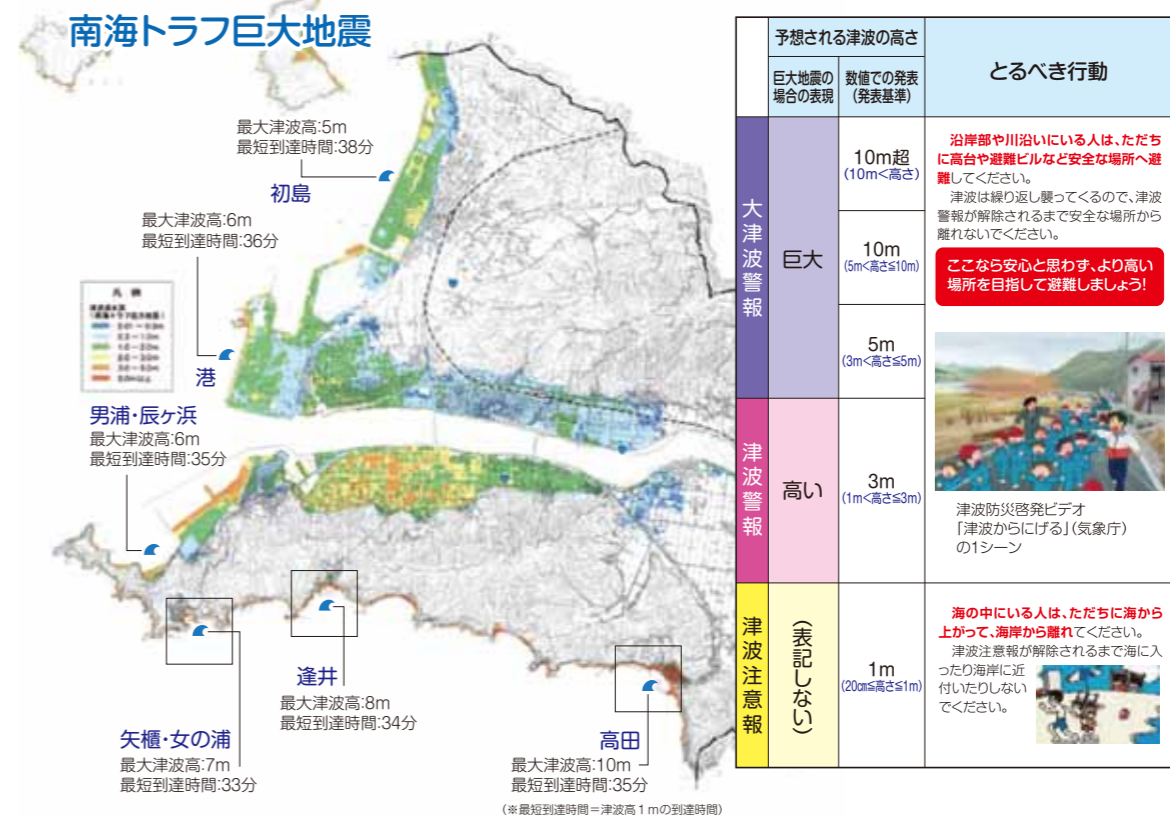 南海トラフ巨大地震
最大津波高:5m
最短到達時間:38分
初島
最大津波高:6m
最短到達時間:36分
港
凡例
男浦・辰ヶ浜
最大津波高:6m
最短到達時間:35分
逢井
最大津波高:8m
最短到達時間:34分
矢櫃・女の浦
最大津波高:7m
最短到達時間:33分
高田
最大津波高:10m
最短到達時間:35分
(※最短到達時間=津波高1mの到達時間)
予想される津波の高さ
巨大地震の
場合の表現
数値での発表
(発表基準)
とるべき行動
大津波警報
巨大
10m超
(10m<高さ)
10m
(5m<高さ≦10m)
5m
(3m<高さ≦5m)
沿岸部や川沿いにいる人は、ただち
に高台や避難ビルなど安全な場所へ避
難してください。
津波は繰り返し襲ってくるので、津波
警報が解除されるまで安全な場所から
離れないでください。
ここなら安心と思わず、より高い
場所を目指して避難しましょう!
津波警報
高い
3m
(1m<高さ≦3m)
津波防災啓発ビデオ
「津波からにげる」(気象庁)
の1シーン
津波注意報
(表記しない)
1m
(20㎝≦高さ≦1m)
海の中にいる人は、ただちに海から
上がって、海岸から離れてください。
津波注意報が解除されるまで海に入
ったり海岸に近
付いたりしない
でください。